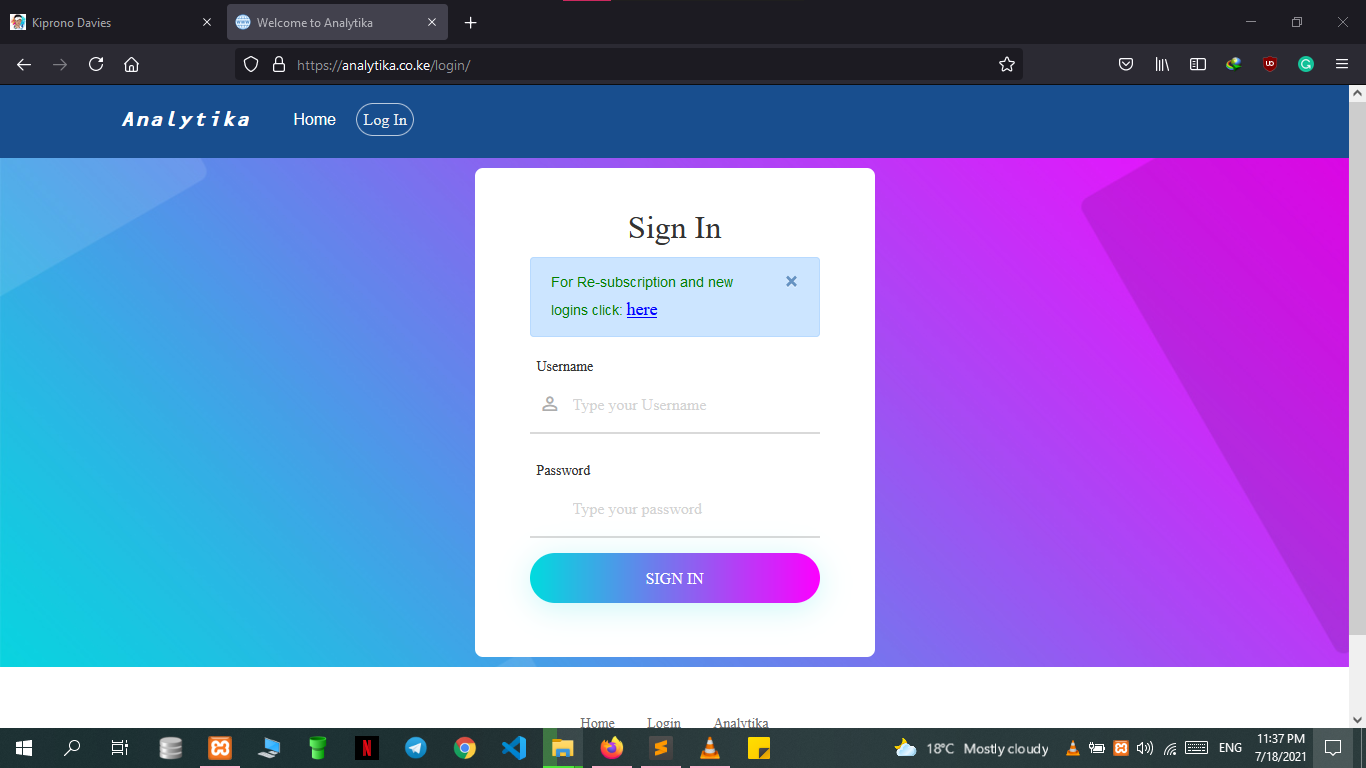 Kiprono Davies
Welcome to Analytika
https://analytika.co.ke/login/
Analytika
Home
Log In
Sign In
For Re-subscription and new
logins click: here
Username
Type your Username
Password
Type your password
SIGN IN
Home
Login
Analytika
18°C Mostly cloudy
ENG
11:37 PM
7/18/2021